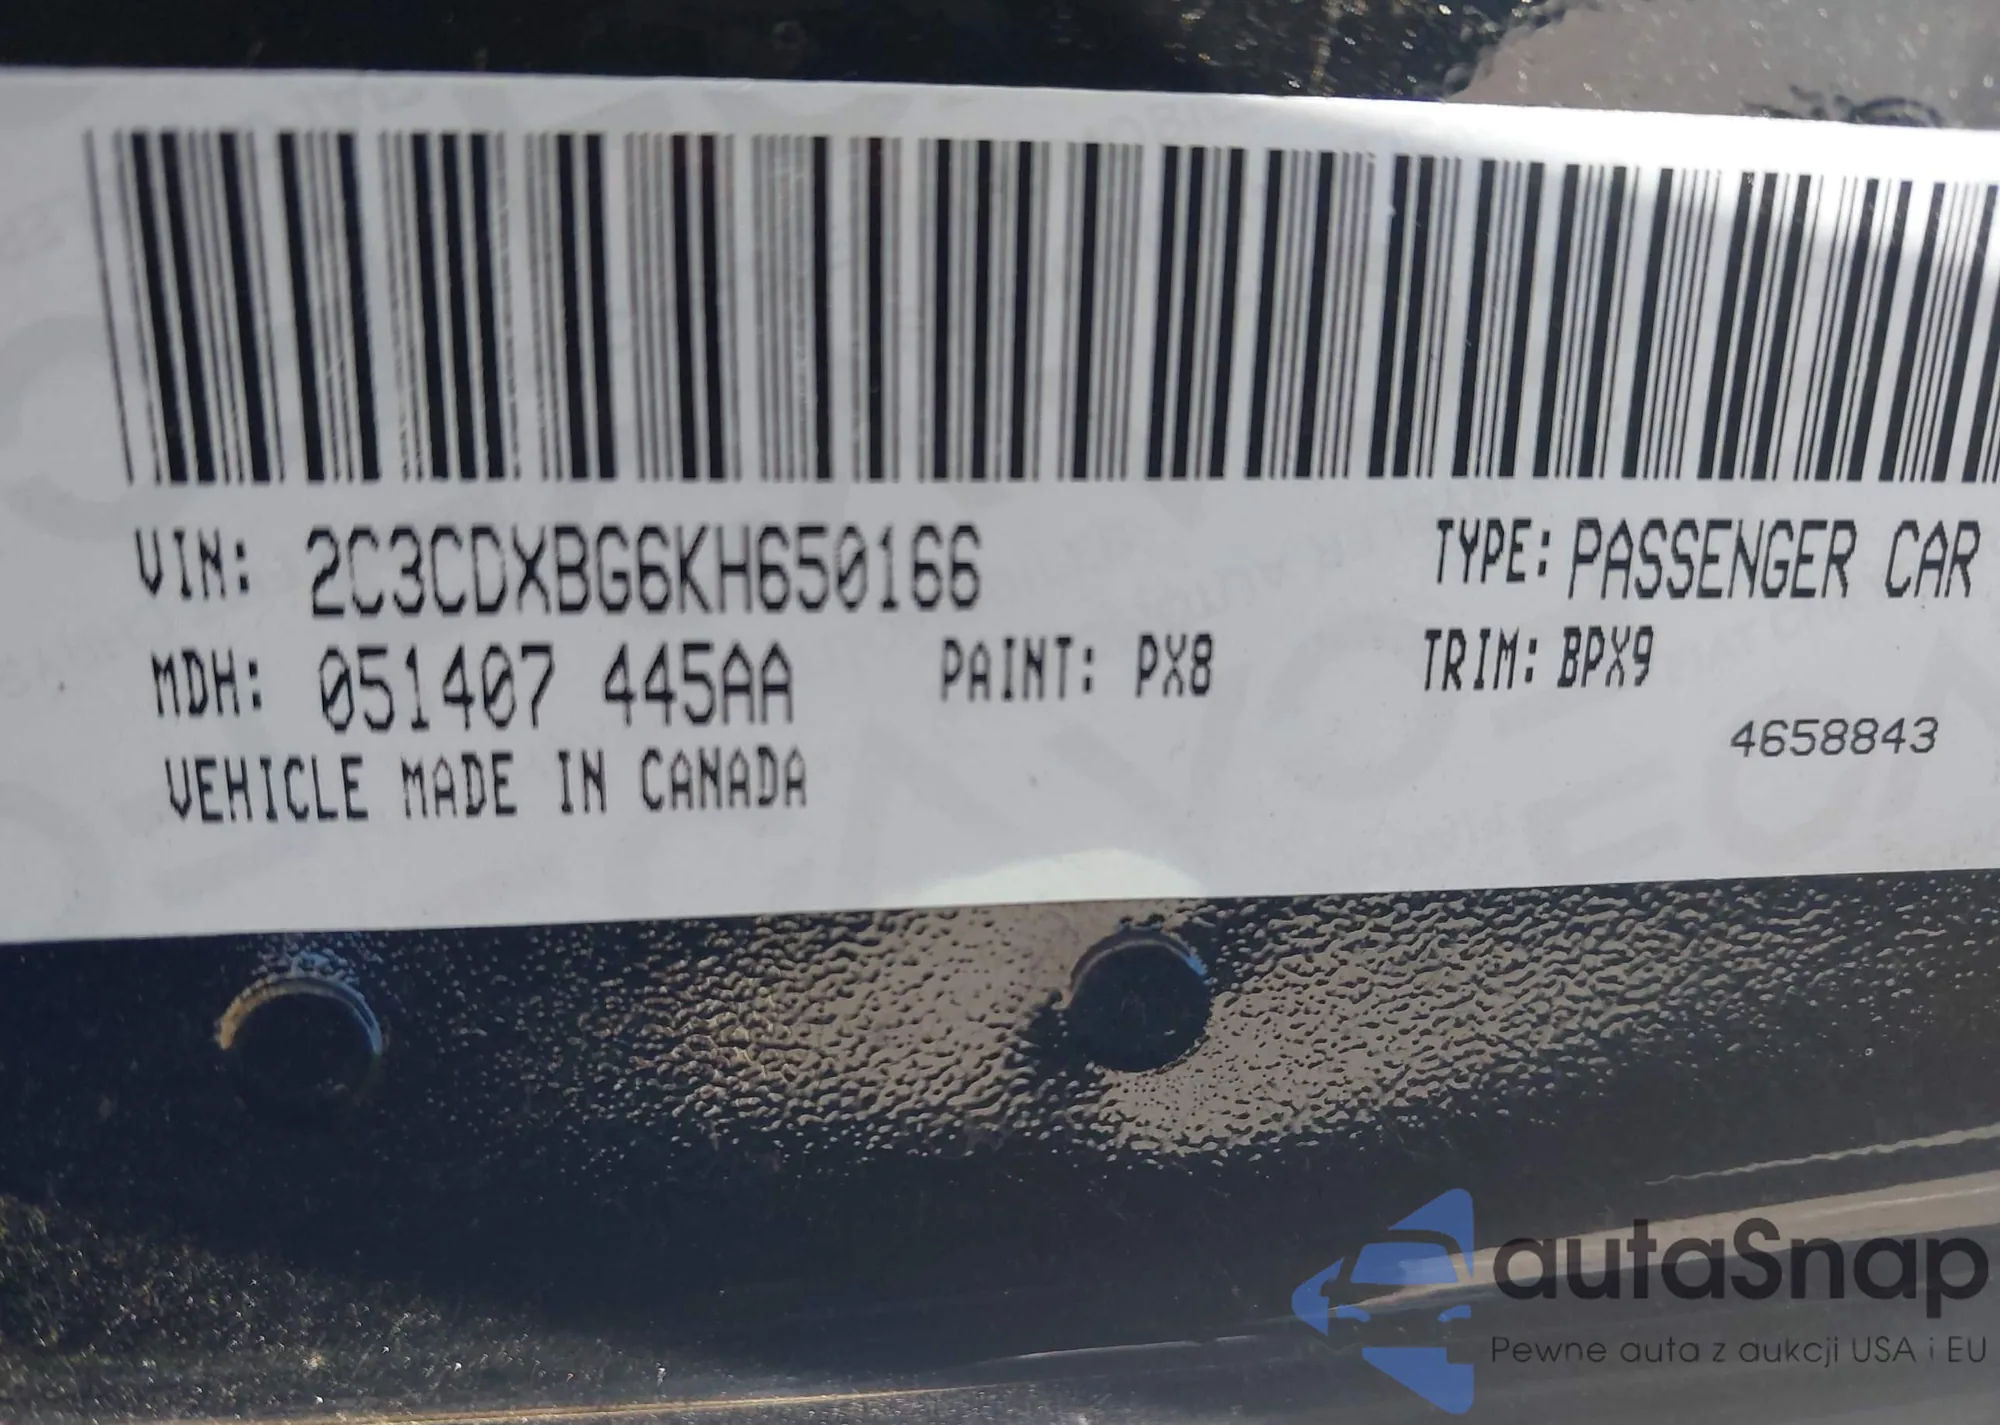 VIN: 2C3CDXBG6KH650166
TYPE: PASSENGER CAR
MDH: 051407 445AA
PAINT: PX8
TRIM: BPX9
4658843
VEHICLE MADE IN CANADA
autaSnap
Pewne auta z aukcji USA i EU